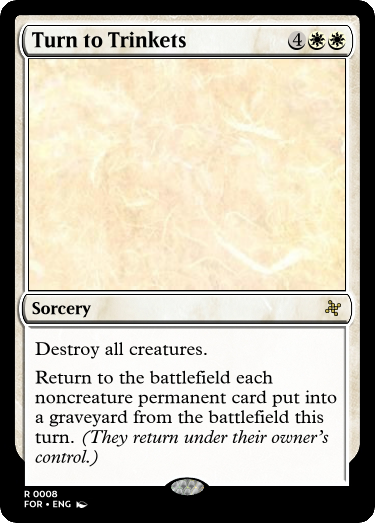 Turn to Trinkets 4
Sorcery
Destroy all creatures.
Return to the battlefield each
noncreature permanent card put into
a graveyard from the battlefield this
turn. (They return under their owner's
control.)
R 0008
FOR • ENG